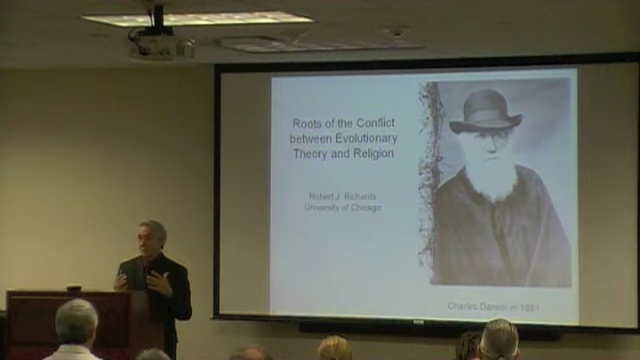 Roots of the Conflict
between Evolutionary
Theory and Religion
Robert J. Richards
University of Chicago
Charles Darwin in 1881